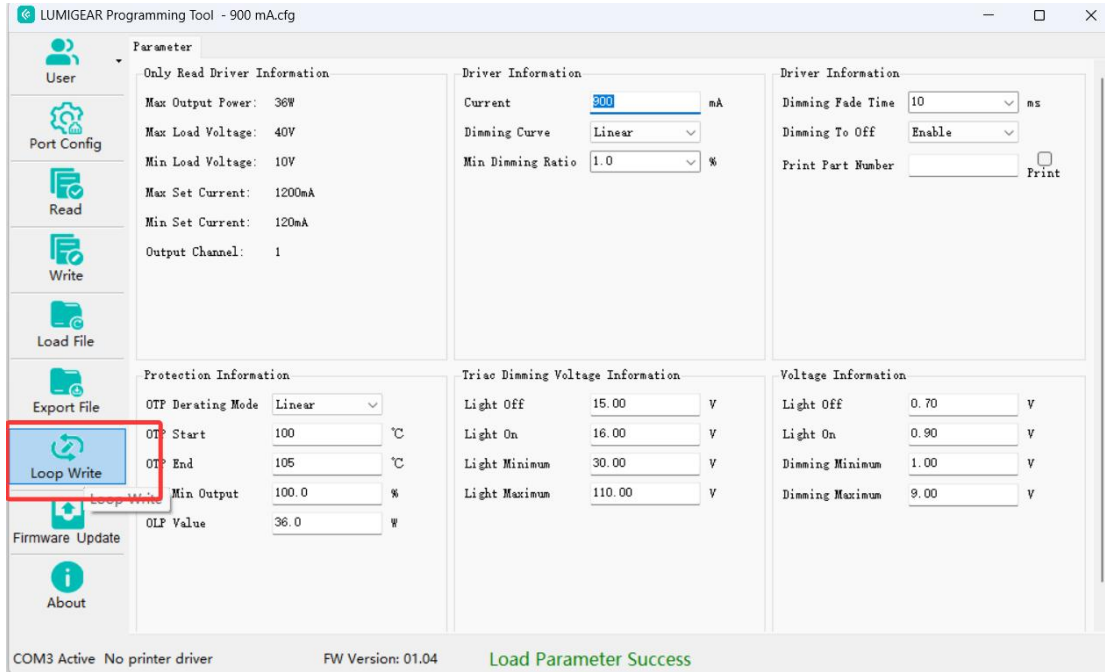 LUMIGEAR Programming Tool - 900 mA.cfg
User
Port Config
Read
Write
Load File
Export File
Loop Write
Loop Write
Firmware Update
About
Parameter
Only Read Driver Information
Max Output Power: 36W
Max Load Voltage: 40V
Min Load Voltage: 10V
Max Set Current: 1200mA
Min Set Current: 120mA
Output Channel: 1
Driver Information
Current 900 mA
Dimming Curve Linear
Min Dimming Ratio 1.0 %
Driver Information
Dimming Fade Time 10 ms
Dimming To Off Enable
Print Part Number Print
Protection Information
OTP Derating Mode Linear
OTP Start 100 ℃
OTP End 105 ℃
Min Output 100.0 %
OLP Value 36.0 W
Triac Dimming Voltage Information
Light Off 15.00 V
Light On 16.00 V
Light Minimum 30.00 V
Light Maximum 110.00 V
Voltage Information
Light Off 0.70 V
Light On 0.90 V
Dimming Minimum 1.00 V
Dimming Maximum 9.00 V
COM3 Active No printer driver FW Version: 01.04 Load Parameter Success